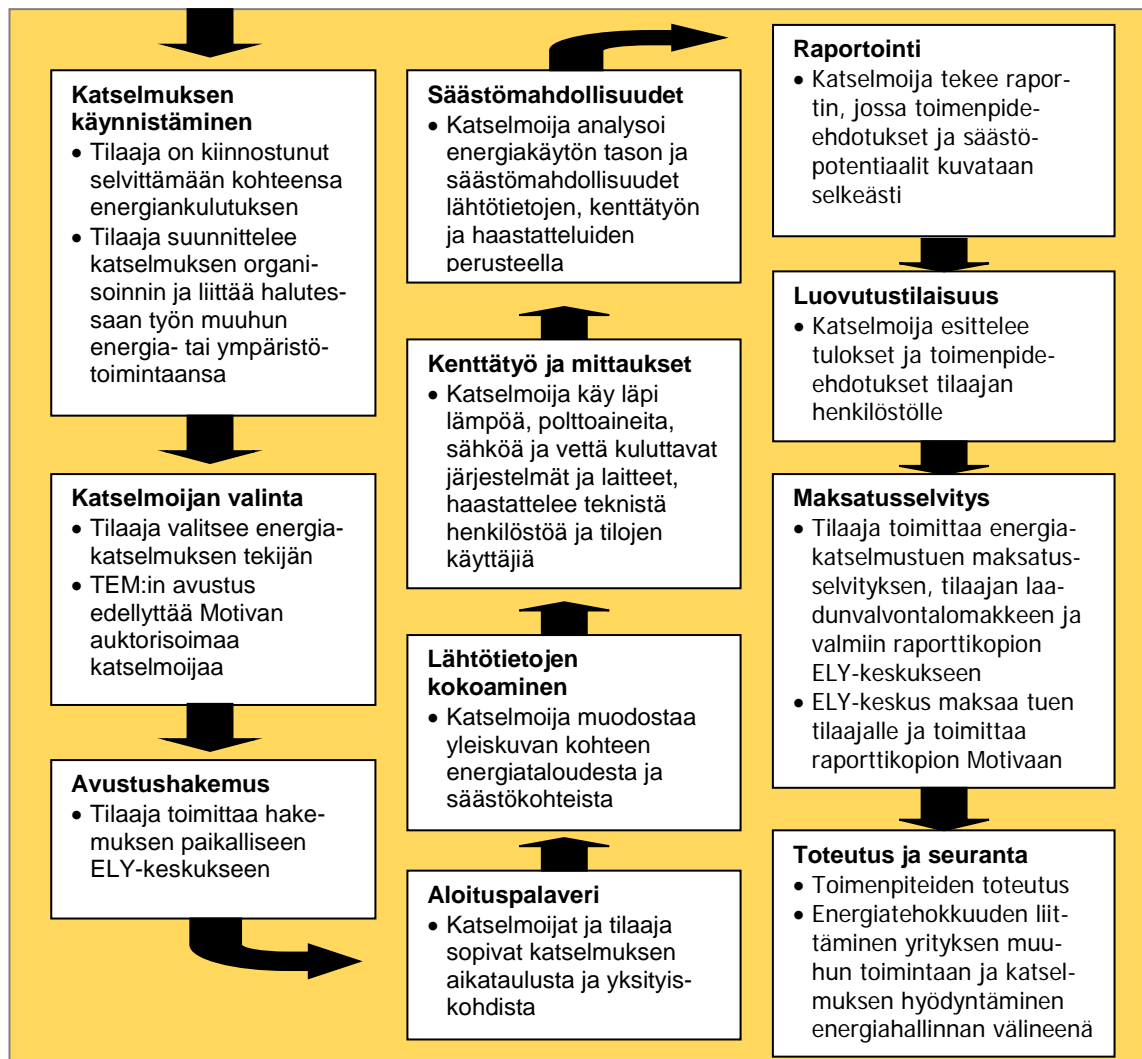 Katselmuksen
käynnistäminen
• Tilaaja on kiinnostunut
selvittämään kohteensa
energiankulutuksen
• Tilaaja suunnittelee
katselmuksen organi-
soinnin ja liittää halutes-
saan työn muuhun
energia- tai ympäristö-
toimintaansa
Katselmoijan valinta
• Tilaaja valitsee energia-
katselmuksen tekijän
• TEM:in avustus
edellyttää Motivan
auktorisoimaa
katselmoijaa
Avustushakemus
• Tilaaja toimittaa hake-
muksen paikalliseen
ELY-keskukseen
Aloituspalaveri
• Katselmoijat ja tilaaja
sopivat katselmuksen
aikataulusta ja yksityis-
kohdista
Lähtötietojen
kokoaminen
• Katselmoija muodostaa
yleiskuvan kohteen
energiataloudesta ja
säästökohteista
Kenttätyö ja mittaukset
• Katselmoija käy läpi
lämpöä, polttoaineita,
sähköä ja vettä kuluttavat
järjestelmät ja laitteet,
haastattelee teknistä
henkilöstöä ja tilojen
käyttäjiä
Säästömahdollisuudet
• Katselmoija analysoi
energiakäytön tason ja
säästömahdollisuudet
lähtötietojen, kenttätyön
ja haastatteluiden
perusteella
Raportointi
• Katselmoija tekee rapor-
tin, jossa toimenpide-
ehdotukset ja säästö-
potentiaalit kuvataan
selkeästi
Luovutustilaisuus
• Katselmoija esittelee
tulokset ja toimenpide-
ehdotukset tilaajan
henkilöstölle
Maksatusselvitys
• Tilaaja toimittaa energia-
katselmustuen maksatus-
selvityksen, tilaajan laa-
dunvalvontalomakkeen ja
valmiin raporttikopion
ELY-keskukseen
• ELY-keskus maksaa tuen
tilaajalle ja toimittaa
raporttikopion Motivaan
Toteutus ja seuranta
• Toimenpiteiden toteutus
• Energiatehokkuuden liit-
täminen yrityksen muu-
hun toimintaan ja katsel-
muksen hyödyntäminen
energiahallinnan välineenä